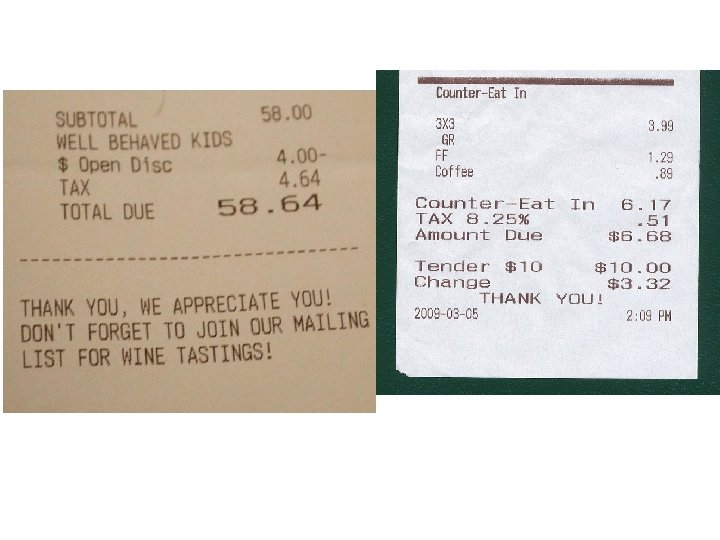 SUBTOTAL 58.00
WELL BEHAVED KIDS
$ Open Disc 4.00-
TAX 4.64
TOTAL DUE 58.64
THANK YOU, WE APPRECIATE YOU!
DON'T FORGET TO JOIN OUR MAILING
LIST FOR WINE TASTINGS!
Counter-Eat In
3X3 3.99
GR
FF 1.29
Coffee .89
Counter-Eat In 6.17
TAX 8.25% .51
Amount Due $6.68
Tender $10 $10.00
Change $3.32
THANK YOU!
2009-03-05 2:09 PM